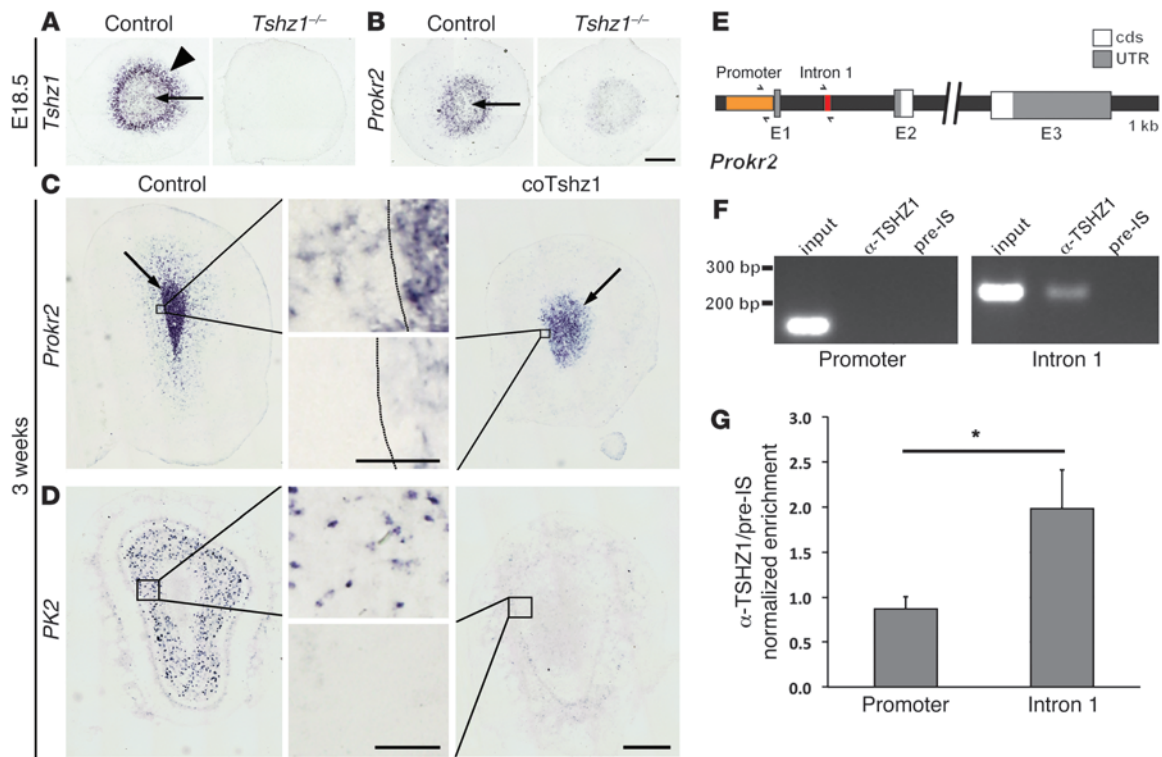 A
Control
Tshz1–/–
E18.5
Tshz1
B
Control
Tshz1–/–
Prokr2
C
Control
coTshz1
3 weeks
Prokr2
D
PK2
E
cds
UTR
Promoter
Intron 1
E1
E2
E3
1 kb
Prokr2
F
input
α-TSHZ1
pre-IS
input
α-TSHZ1
pre-IS
300 bp
200 bp
Promoter
Intron 1
G
α-TSHZ1/pre-IS
normalized enrichment
3.0
2.5
2.0
1.5
1.0
0.5
0.0
*
Promoter
Intron 1